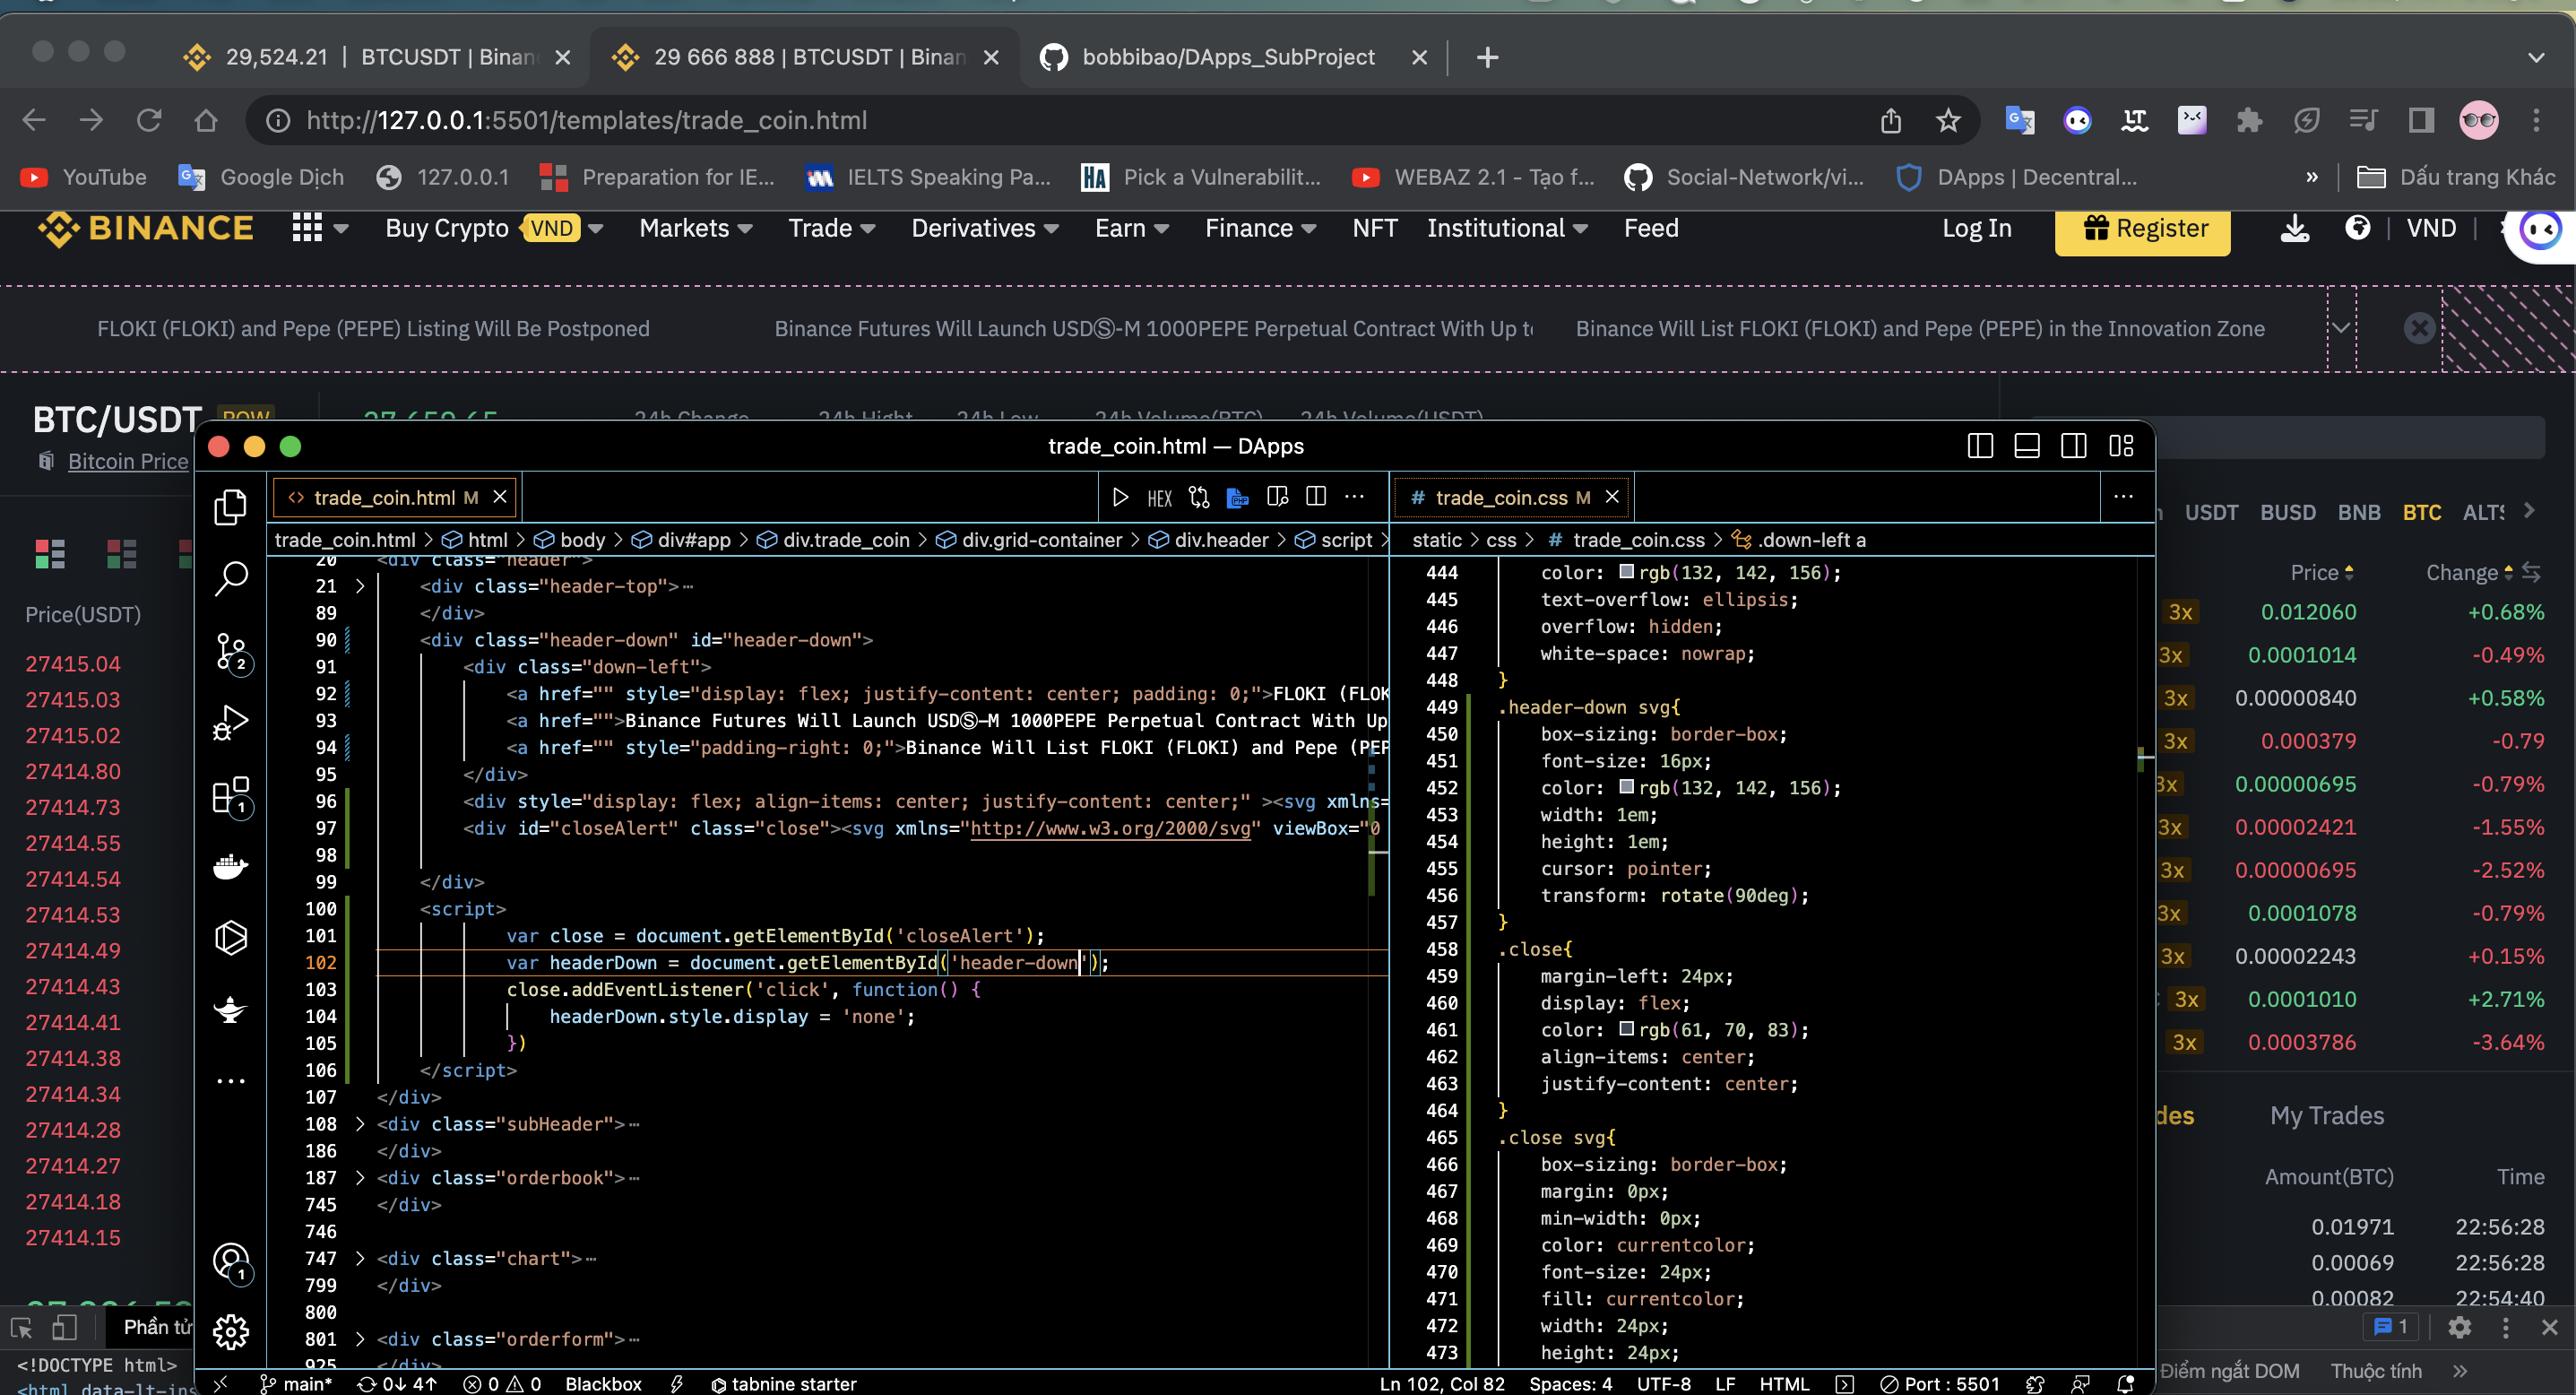 29,524.21 | BTCUSDT | Binan
29 666 888 | BTCUSDT | Binan
bobbibao/DApps_SubProject
http://127.0.0.1:5501/templates/trade_coin.html
YouTube
Google Dịch
127.0.0.1
Preparation for IE...
IELTS Speaking Pa...
Pick a Vulnerabilit...
WEBAZ 2.1 - Tạo f...
Social-Network/vi...
DApps | Decentral...
»
Dấu trang Khác
BINANCE
Buy Crypto VND
Markets
Trade
Derivatives
Earn
Finance
NFT
Institutional
Feed
Log In
Register
VND
FLOKI (FLOKI) and Pepe (PEPE) Listing Will Be Postponed
Binance Futures Will Launch USDⓈ-M 1000PEPE Perpetual Contract With Up to
Binance Will List FLOKI (FLOKI) and Pepe (PEPE) in the Innovation Zone
BTC/USDT
24h Change
24h Hight
24h Low
24h Volume(BTC)
24h Volume(USDT)
Bitcoin Price
Price(USDT)
27415.04
27415.03
27415.02
27414.80
27414.73
27414.55
27414.54
27414.53
27414.49
27414.43
27414.41
27414.38
27414.34
27414.28
27414.27
27414.18
27414.15
trade_coin.html — DApps
trade_coin.html M
HEX
trade_coin.html > html > body > div#app > div.trade_coin > div.grid-container > div.header > script >
20 <div class="header">
21 > <div class="header-top">⋯
89 </div>
90 <div class="header-down" id="header-down">
91 <div class="down-left">
92 <a href="" style="display: flex; justify-content: center; padding: 0;">FLOKI (FLOK
93 <a href="">Binance Futures Will Launch USDⓈ-M 1000PEPE Perpetual Contract With Up
94 <a href="" style="padding-right: 0;">Binance Will List FLOKI (FLOKI) and Pepe (PEP
95 </div>
96 <div style="display: flex; align-items: center; justify-content: center;" ><svg xmlns=
97 <div id="closeAlert" class="close"><svg xmlns="http://www.w3.org/2000/svg" viewBox="0
98
99 </div>
100 <script>
101 var close = document.getElementById('closeAlert');
102 var headerDown = document.getElementById('header-down');
103 close.addEventListener('click', function() {
104 headerDown.style.display = 'none';
105 })
106 </script>
107 </div>
108 > <div class="subHeader">⋯
186 </div>
187 > <div class="orderbook">⋯
745 </div>
746
747 > <div class="chart">⋯
799 </div>
800
801 > <div class="orderform">⋯
925 </div>
trade_coin.css M
static > css > # trade_coin.css > .down-left a
444 color: rgb(132, 142, 156);
445 text-overflow: ellipsis;
446 overflow: hidden;
447 white-space: nowrap;
448 }
449 .header-down svg{
450 box-sizing: border-box;
451 font-size: 16px;
452 color: rgb(132, 142, 156);
453 width: 1em;
454 height: 1em;
455 cursor: pointer;
456 transform: rotate(90deg);
457 }
458 .close{
459 margin-left: 24px;
460 display: flex;
461 color: rgb(61, 70, 83);
462 align-items: center;
463 justify-content: center;
464 }
465 .close svg{
466 box-sizing: border-box;
467 margin: 0px;
468 min-width: 0px;
469 color: currentcolor;
470 font-size: 24px;
471 fill: currentcolor;
472 width: 24px;
473 height: 24px;
2
1
1
main*
0↓ 4↑
0
0
Blackbox
tabnine starter
Ln 102, Col 82
Spaces: 4
UTF-8
LF
HTML
Port : 5501
USDT BUSD BNB BTC ALTS
Price
Change
3x 0.012060 +0.68%
3x 0.0001014 -0.49%
3x 0.00000840 +0.58%
3x 0.000379 -0.79
3x 0.00000695 -0.79%
3x 0.00002421 -1.55%
3x 0.00000695 -2.52%
3x 0.0001078 -0.79%
3x 0.00002243 +0.15%
3x 0.0001010 +2.71%
3x 0.0003786 -3.64%
des
My Trades
Amount(BTC)
Time
0.01971 22:56:28
0.00069 22:56:28
0.00082 22:54:40
Phần tử
1
<!DOCTYPE html>
<html data-lt-ins
Điểm ngắt DOM
Thuộc tính
»